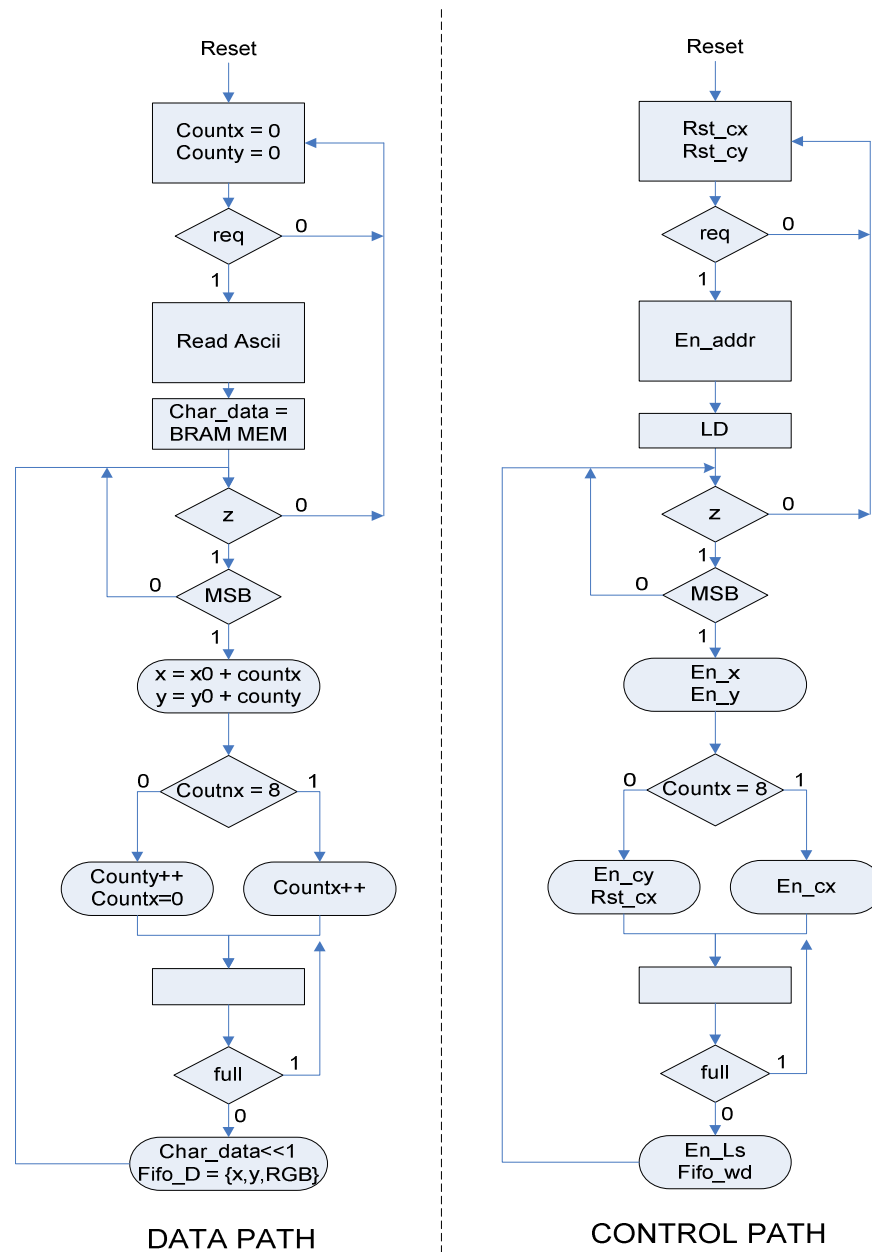 Reset
Countx = 0
County = 0
req
0
1
Read Ascii
Char_data =
BRAM MEM
z
0
1
MSB
0
1
x = x0 + countx
y = y0 + county
Coutnx = 8
0
1
County++
Countx=0
Countx++
full
1
0
Char_data<<1
Fifo_D = {x,y,RGB}
DATA PATH
Reset
Rst_cx
Rst_cy
req
0
1
En_addr
LD
z
0
1
MSB
0
1
En_x
En_y
Countx = 8
0
1
En_cy
Rst_cx
En_cx
full
1
0
En_Ls
Fifo_wd
CONTROL PATH